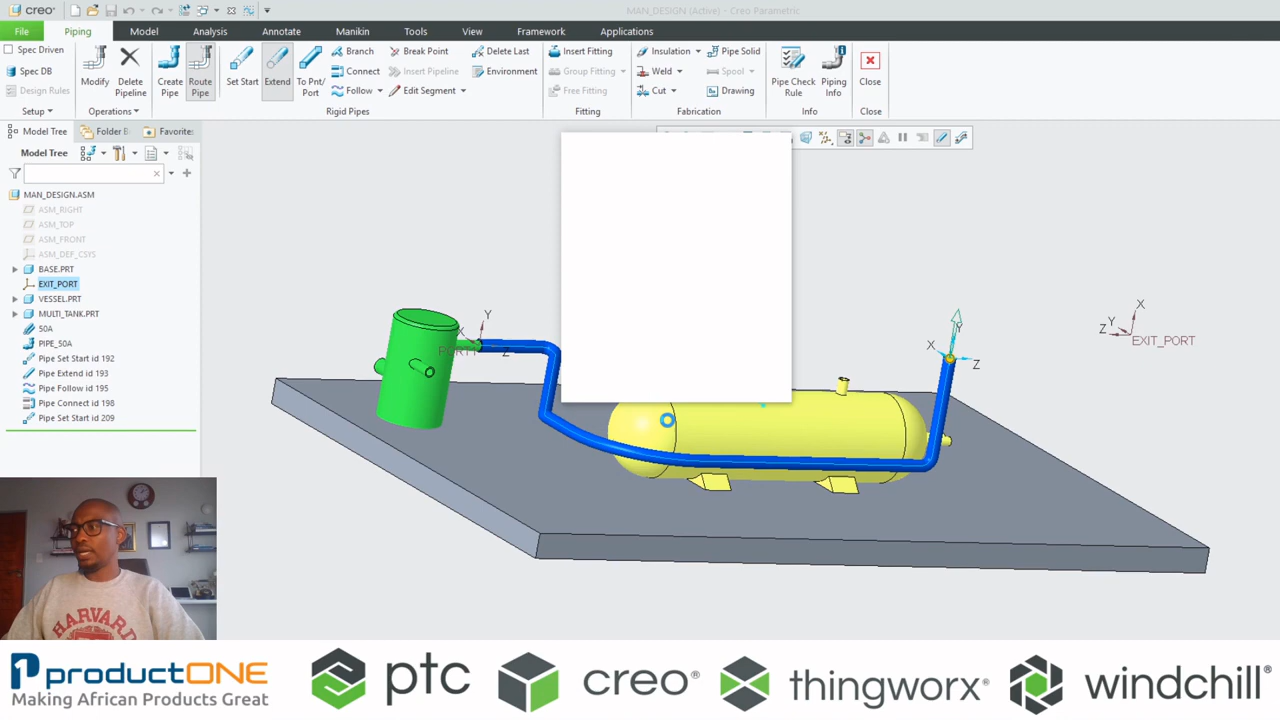 creo MAN_DESIGN (Active) - Creo Parametric
File Piping Model Analysis Annotate Manikin Tools View Framework Applications
Spec Driven
Spec DB
Design Rules
Setup
Modify
Delete Pipeline
Operations
Create Pipe
Route Pipe
Set Start
Extend
To Pnt/ Port
Branch
Connect
Follow
Break Point
Insert Pipeline
Edit Segment
Delete Last
Environment
Rigid Pipes
Insert Fitting
Group Fitting
Free Fitting
Fitting
Insulation
Weld
Cut
Pipe Solid
Spool
Drawing
Fabrication
Pipe Check Rule
Piping Info
Info
Close
Close
Model Tree Folder B Favorite
Model Tree
MAN_DESIGN.ASM
ASM_RIGHT
ASM_TOP
ASM_FRONT
ASM_DEF_CSYS
BASE.PRT
EXIT_PORT
VESSEL.PRT
MULTI_TANK.PRT
50A
PIPE_50A
Pipe Set Start id 192
Pipe Extend id 193
Pipe Follow id 195
Pipe Connect id 198
Pipe Set Start id 209
Y
X
Z
PORT1
Y
X
Z
X
Y
Z
EXIT_PORT
HARVARD
productONE
Making African Products Great
ptc
creo®
thingworx®
windchill®